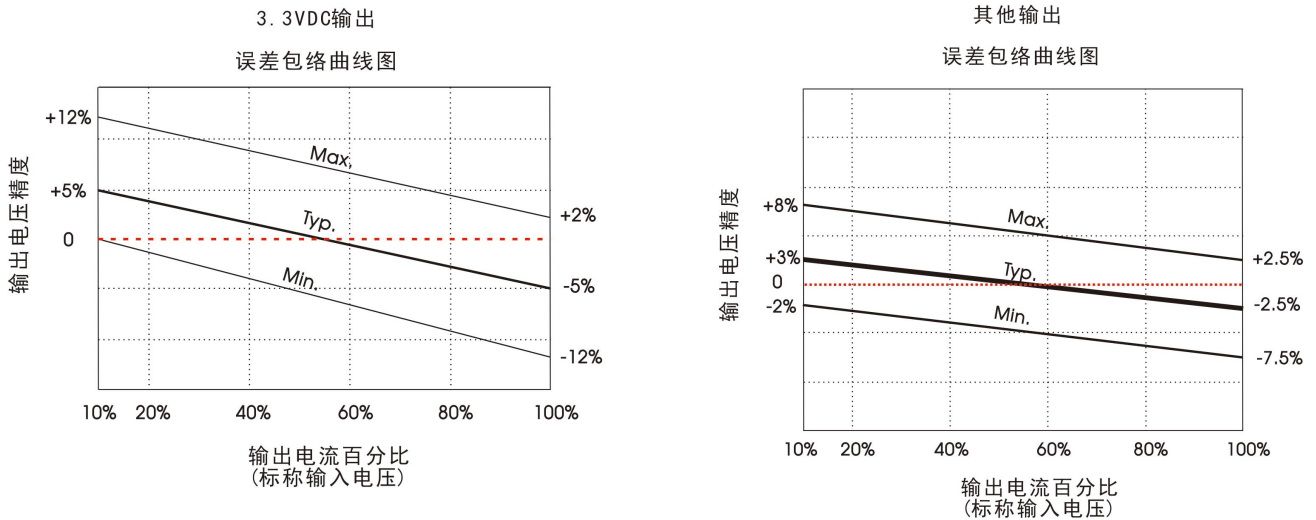 3.3VDC输出
误差包络曲线图
+12%
+5%
0
Max.
Typ.
Min.
+2%
-5%
-12%
输出电压精度
10% 20% 40% 60% 80% 100%
输出电流百分比
(标称输入电压)
其他输出
误差包络曲线图
+8%
+3%
0
-2%
Max.
Typ.
Min.
+2.5%
-2.5%
-7.5%
输出电压精度
10% 20% 40% 60% 80% 100%
输出电流百分比
(标称输入电压)